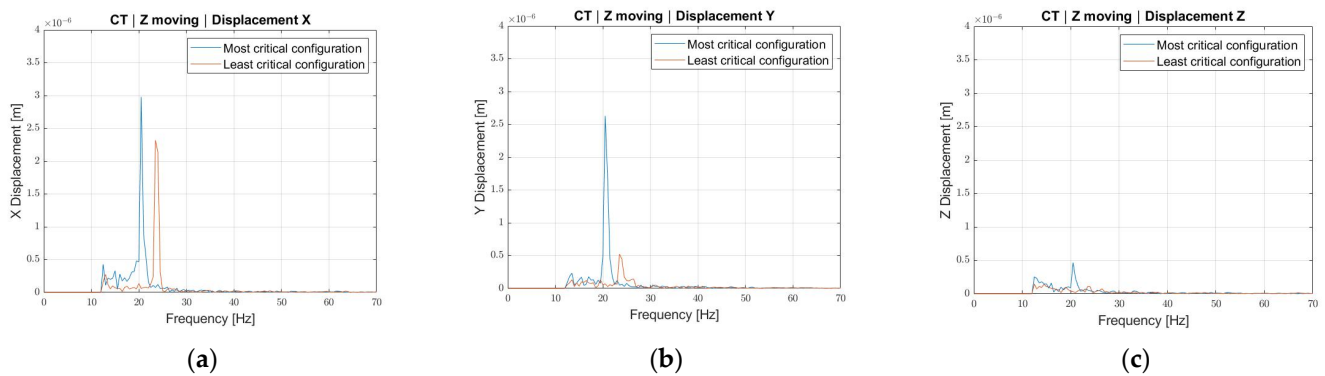 CT | Z moving | Displacement X
×10⁻⁶
4
3.5
3
2.5
2
1.5
1
0.5
0
X Displacement [m]
Most critical configuration
Least critical configuration
0 10 20 30 40 50 60 70
Frequency [Hz]
(a)
CT | Z moving | Displacement Y
×10⁻⁶
4
3.5
3
2.5
2
1.5
1
0.5
0
Y Displacement [m]
Most critical configuration
Least critical configuration
0 10 20 30 40 50 60 70
Frequency [Hz]
(b)
CT | Z moving | Displacement Z
×10⁻⁶
4
3.5
3
2.5
2
1.5
1
0.5
0
Z Displacement [m]
Most critical configuration
Least critical configuration
0 10 20 30 40 50 60 70
Frequency [Hz]
(c)